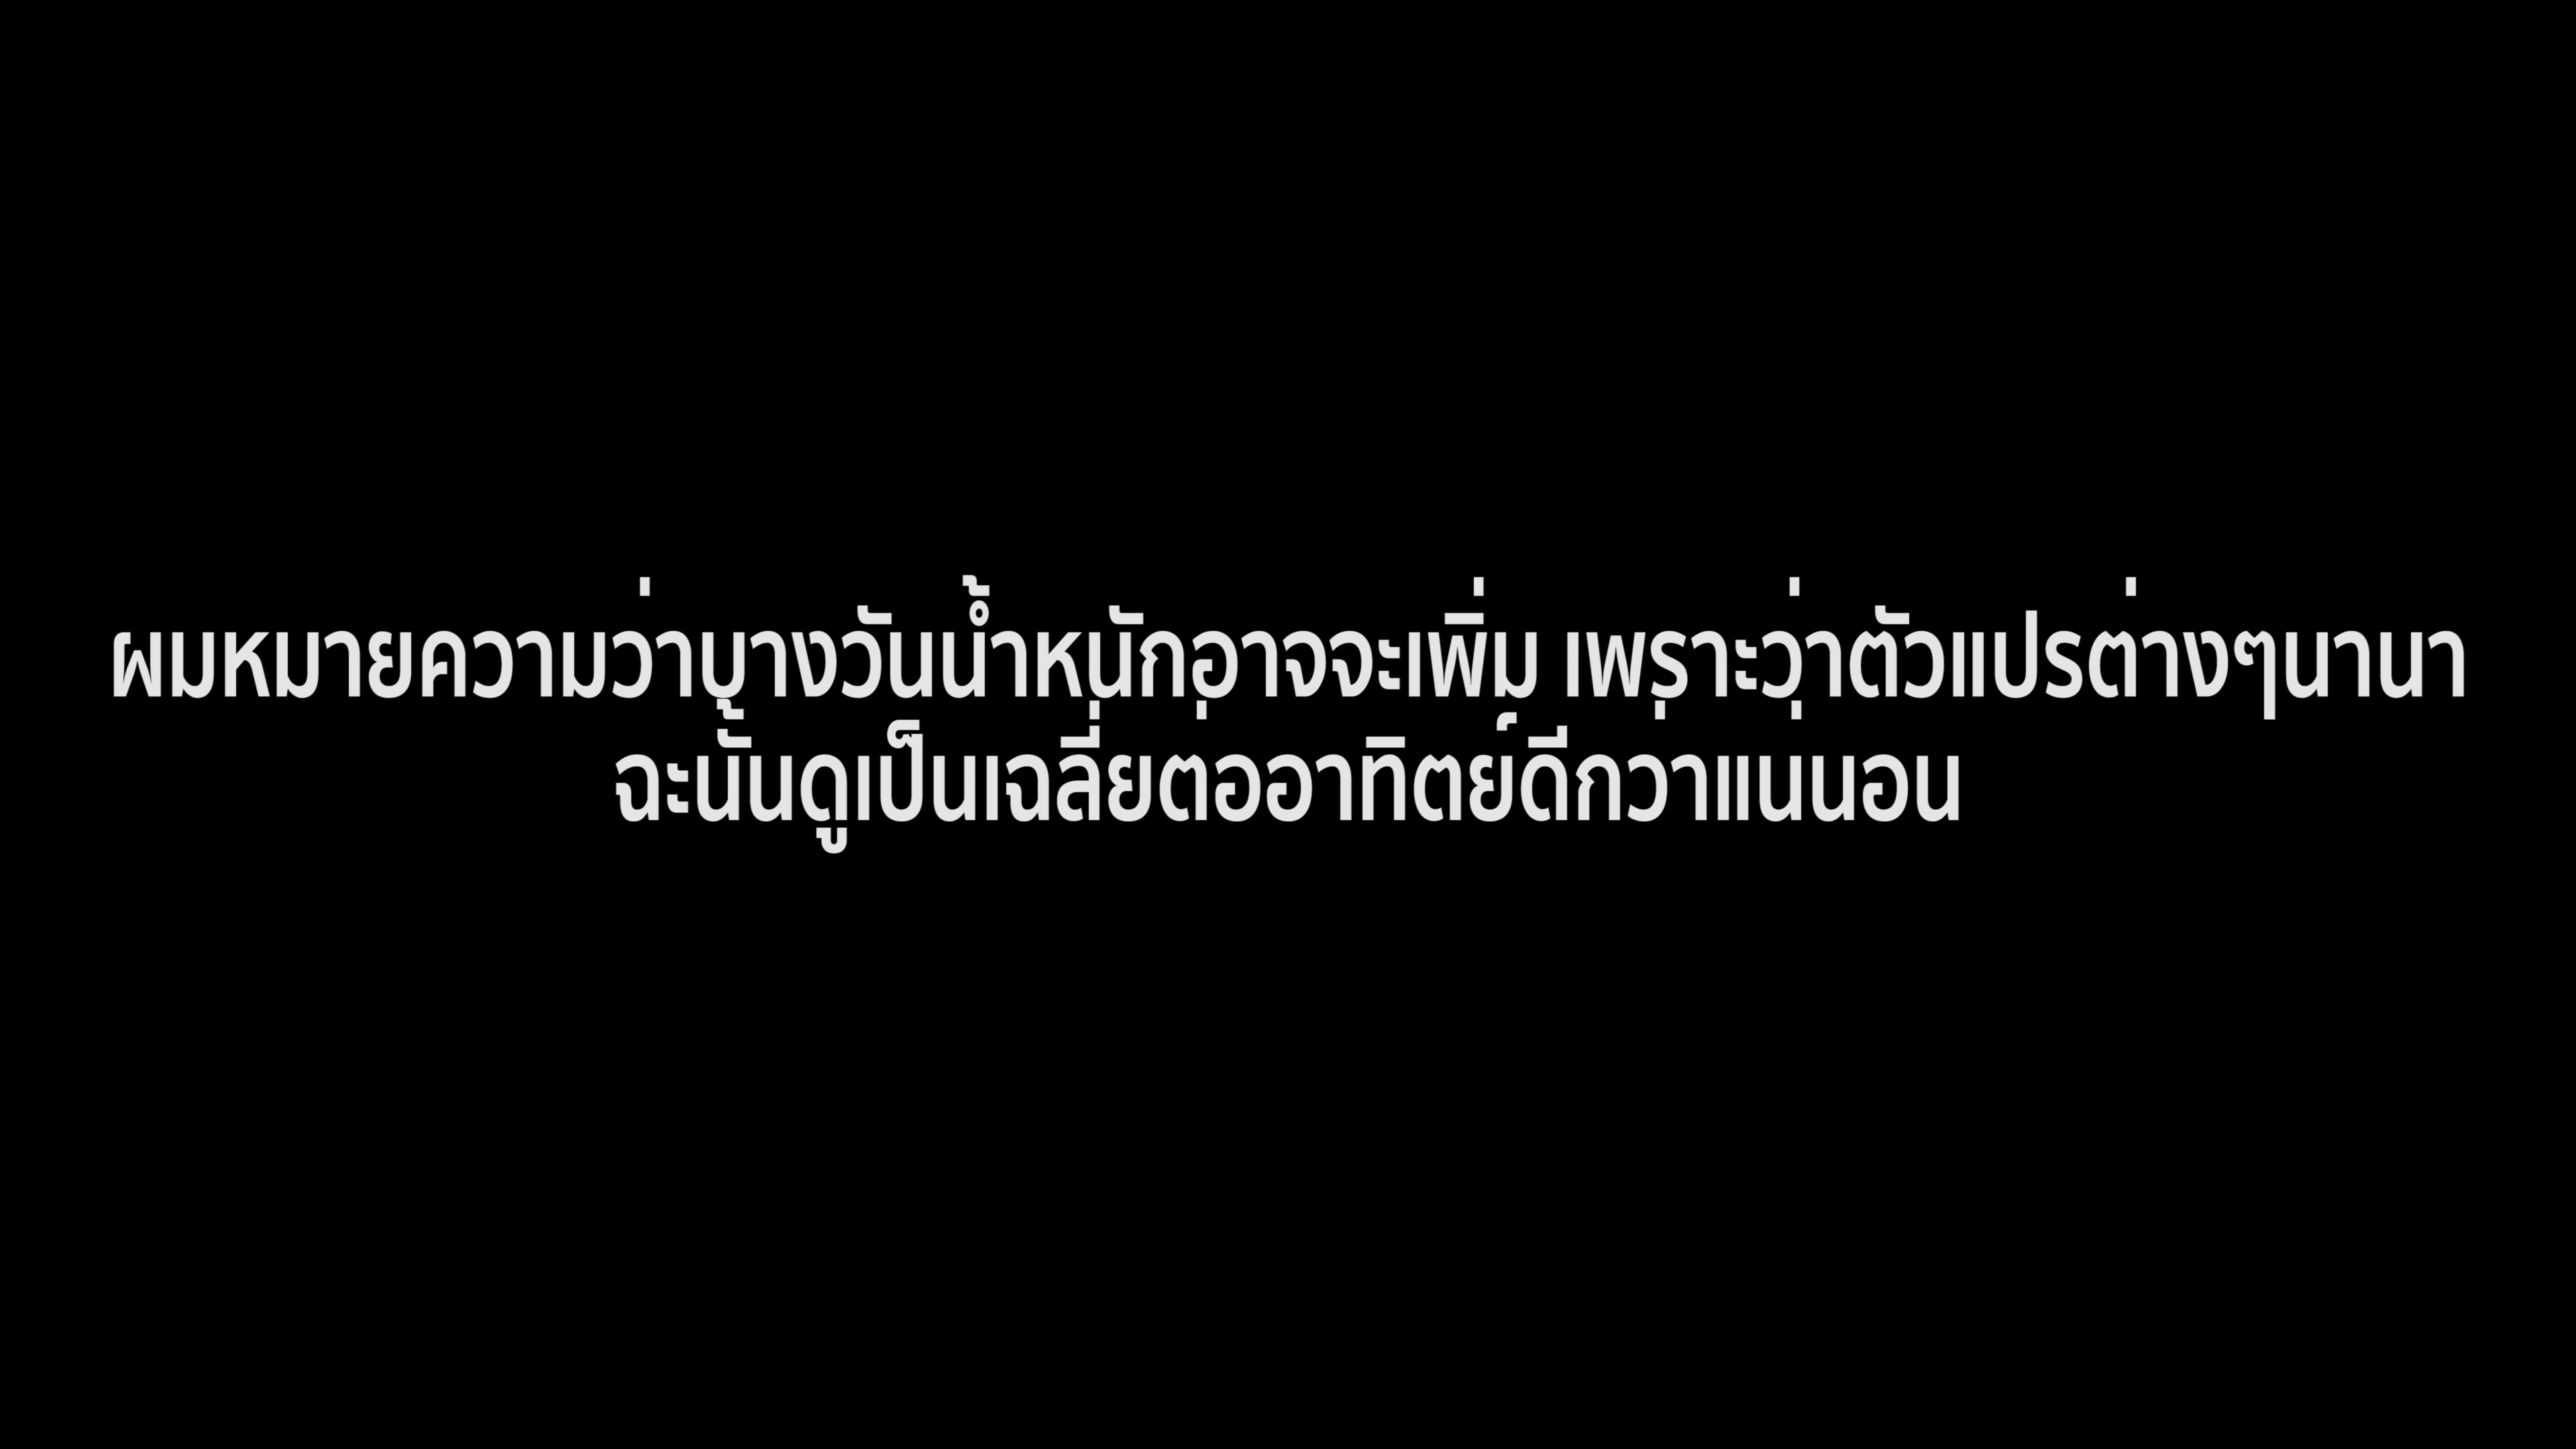 ผมหมายความว่าบางวันน้ำหนักอาจจะเพิ่ม เพราะว่าตัวแปรต่างๆนานา
ฉะนั้นดูเป็นเฉลี่ยต่ออาทิตย์ดีกว่าแน่นอน